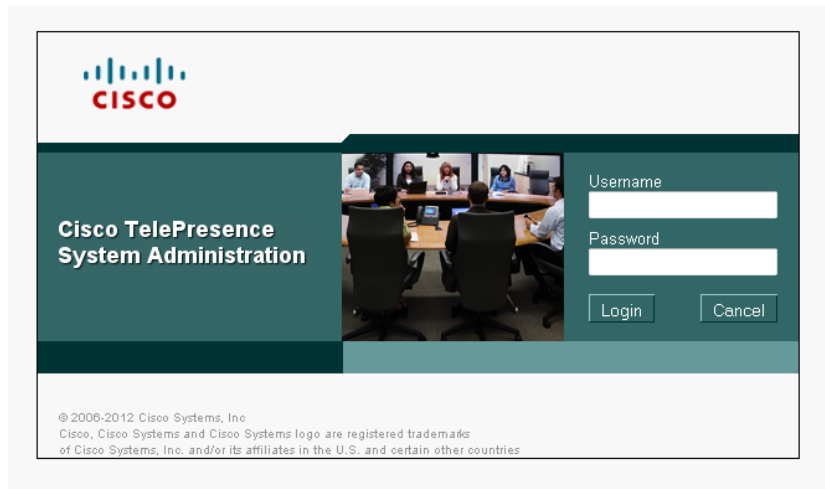 CISCO
Cisco TelePresence
System Administration
Username
Password
Login
Cancel
© 2006-2012 Cisco Systems, Inc
Cisco, Cisco Systems and Cisco Systems logo are registered trademarks
of Cisco Systems, Inc. and/or its affiliates in the U.S. and certain other countries